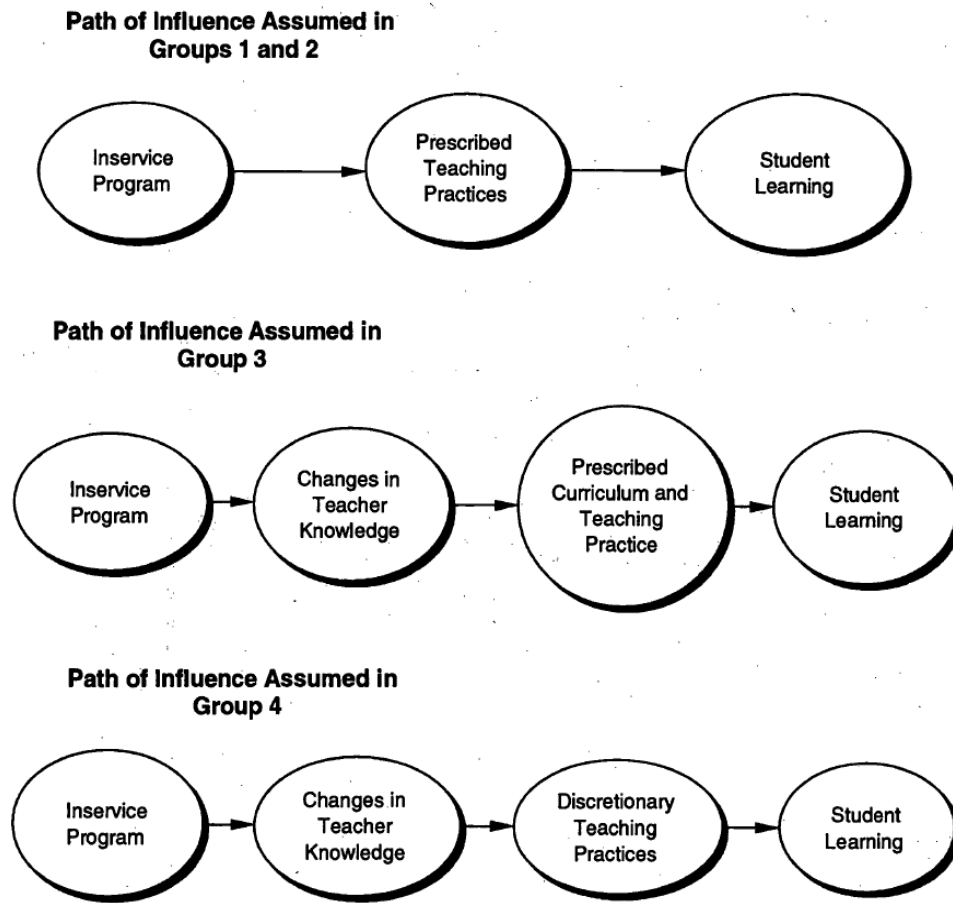 Path of Influence Assumed in
Groups 1 and 2
Inservice
Program
Prescribed
Teaching
Practices
Student
Learning
Path of Influence Assumed in
Group 3
Inservice
Program
Changes in
Teacher
Knowledge
Prescribed
Curriculum and
Teaching
Practice
Student
Learning
Path of Influence Assumed in
Group 4
Inservice
Program
Changes in
Teacher
Knowledge
Discretionary
Teaching
Practices
Student
Learning